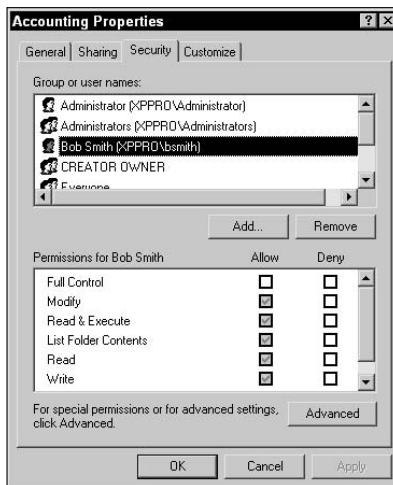 Accounting Properties
General Sharing Security Customize
Group or user names:
Administrator (XPPRO\Administrator)
Administrators (XPPRO\Administrators)
Bob Smith (XPPRO\bsmith)
CREATOR OWNER
Everyone
Add... Remove
Permissions for Bob Smith Allow Deny
Full Control
Modify
Read & Execute
List Folder Contents
Read
Write
For special permissions or for advanced settings,
click Advanced.
Advanced
OK Cancel Apply